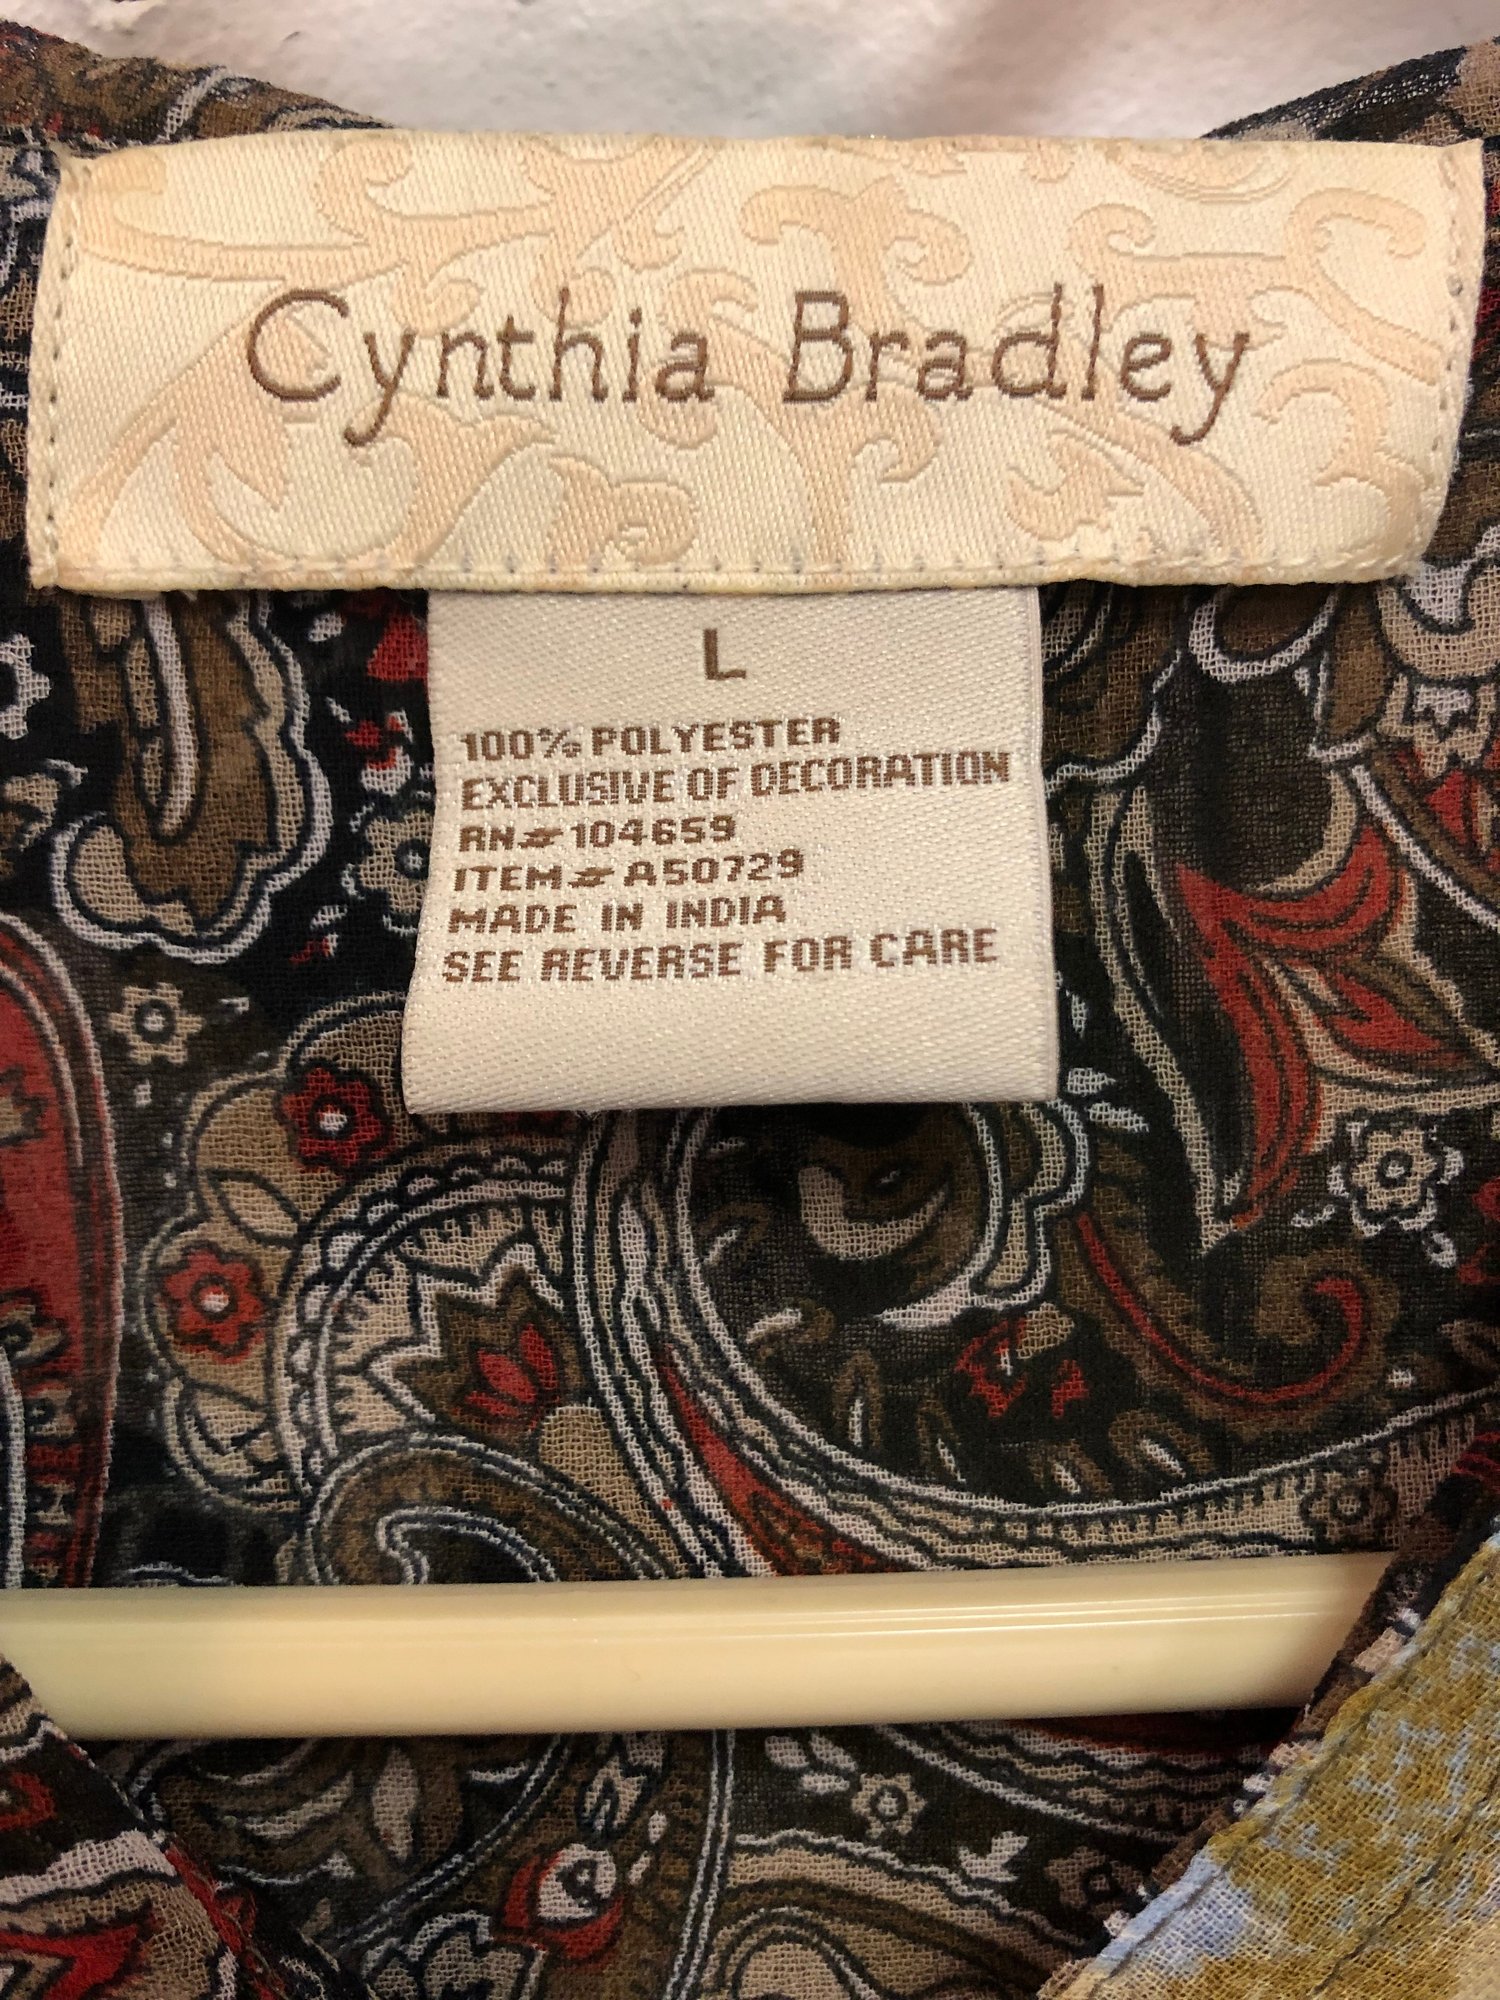 Cynthia Bradley
L
100% POLYESTER
EXCLUSIVE OF DECORATION
RN# 104659
ITEM# A50729
MADE IN INDIA
SEE REVERSE FOR CARE